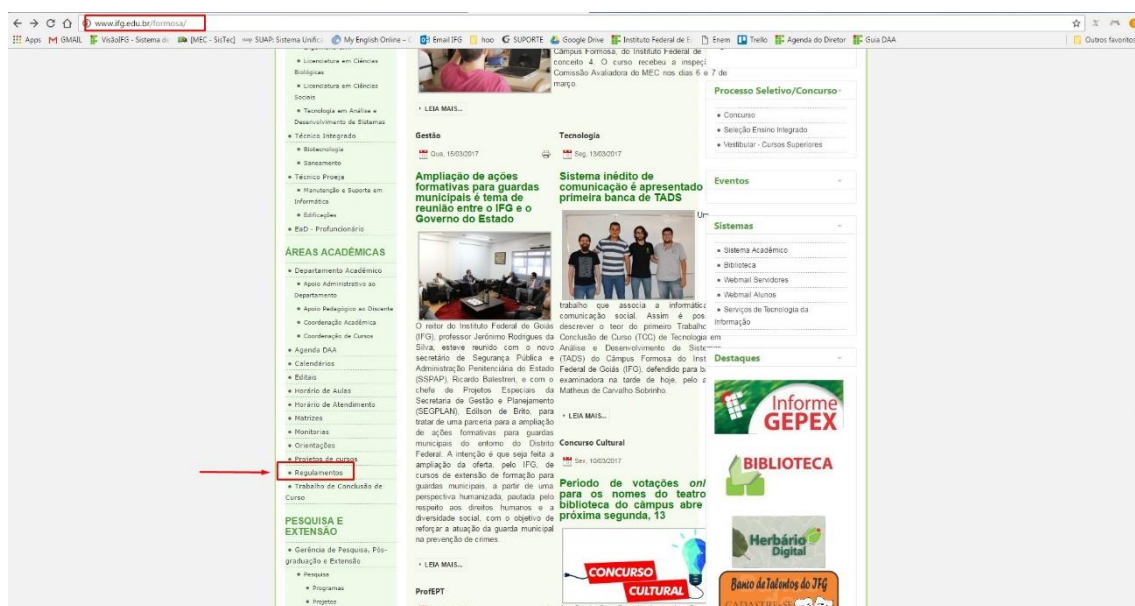 www.ifg.edu.br/formosa/
Apps GMAIL VisãoIFG - Sistema de [MEC - SisTec] SUAP: Sistema Unific My English Online - Email IFG hoo SUPORTE Google Drive Instituto Federal de E Enem Trello Agenda do Diretor Guia DAA Outros favoritos
Licenciatura em Ciências
Biológicas
Licenciatura em Ciências
Sociais
Tecnologia em Análise e
Desenvolvimento de Sistemas
Técnico Integrado
Biotecnologia
Saneamento
Técnico Proeja
Manutenção e Suporte em
Informática
Edificações
EaD - Profuncionário
ÁREAS ACADÊMICAS
Departamento Acadêmico
Apoio Administrativo ao
Departamento
Apoio Pedagógico ao Discente
Coordenação Acadêmica
Coordenação de Cursos
Agenda DAA
Calendários
Editais
Horário de Aulas
Horário de Atendimento
Matrizes
Monitorias
Orientações
Projetos de cursos
Regulamentos
Trabalho de Conclusão de
Curso
PESQUISA E
EXTENSÃO
Gerência de Pesquisa, Pós-
graduação e Extensão
Pesquisa
Programas
Projetos
Câmpus Formosa, do Instituto Federal de
conceito 4. O curso recebeu a inspeç
Comissão Avaliadora do MEC nos dias 6 e 7 de
março.
LEIA MAIS...
Gestão
Qua, 15/03/2017
Ampliação de ações
formativas para guardas
municipais é tema de
reunião entre o IFG e o
Governo do Estado
O reitor do Instituto Federal de Goiás
(IFG), professor Jerônimo Rodrigues da
Silva, esteve reunido com o novo
secretário de Segurança Pública e
Administração Penitenciária do Estado
(SSPAP), Ricardo Balestreri, e com o
chefe de Projetos Especiais da
Secretaria de Gestão e Planejamento
(SEGPLAN), Edilson de Brito, para
tratar de uma parceria para a ampliação
de ações formativas para guardas
municipais do entorno do Distrito
Federal. A intenção é que seja feita a
ampliação da oferta, pelo IFG, de
cursos de extensão de formação para
guardas municipais, a partir de uma
perspectiva humanizada, pautada pelo
respeito aos direitos humanos e a
diversidade social, com o objetivo de
reforçar a atuação da guarda municipal
na prevenção de crimes.
LEIA MAIS...
ProfEPT
Tecnologia
Seg, 13/03/2017
Sistema inédito de
comunicação é apresentado
primeira banca de TADS
Um
trabalho que associa a informática
comunicação social. Assim é pos
descrever o teor do primeiro Trabalho
Conclusão de Curso (TCC) de Tecnologia em
Análise e Desenvolvimento de Sistemas
(TADS) do Câmpus Formosa do Inst
Federal de Goiás (IFG), defendido para b
examinadora na tarde de hoje, pelo a
Matheus de Carvalho Sobrinho.
LEIA MAIS...
Concurso Cultural
Sex, 10/03/2017
Período de votações onl
para os nomes do teatro
biblioteca do câmpus abre
próxima segunda, 13
CONCURSO
CULTURAL
Processo Seletivo/Concurso
Concurso
Seleção Ensino Integrado
Vestibular - Cursos Superiores
Eventos
Sistemas
Sistema Acadêmico
Biblioteca
Webmail Servidores
Webmail Alunos
Serviços de Tecnologia da
Informação
Destaques
Informe
GEPEX
BIBLIOTECA
Herbário
Digital
Banco de Talentos do IFG
CADASTRE-SE